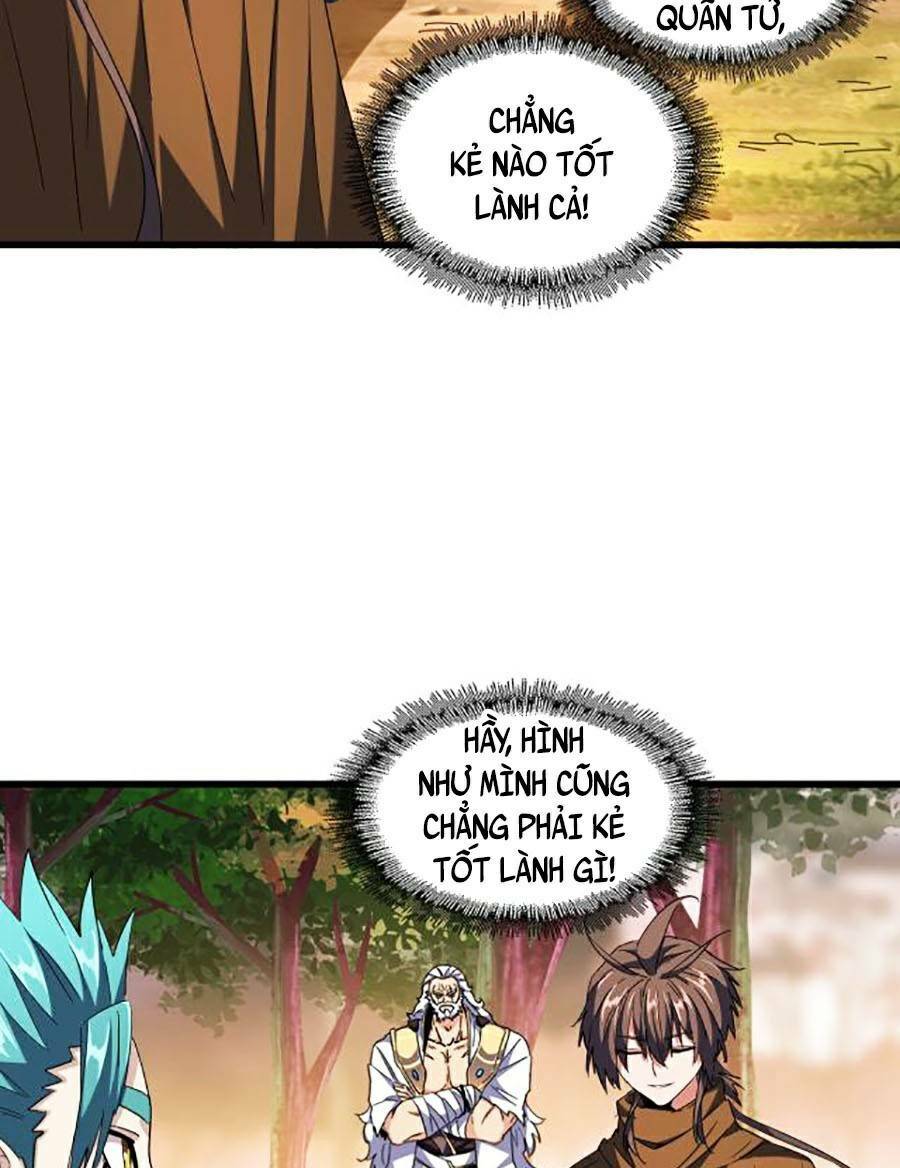 QUÂN TỬ,
CHẲNG
KẺ NÀO TỐT
LÀNH CẢ!
HẦY, HÌNH
NHƯ MÌNH CŨNG
CHẲNG PHẢI KẺ
TỐT LÀNH GÌ!